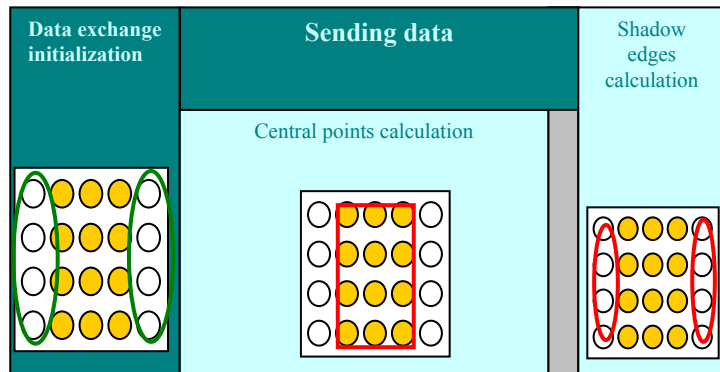 Data exchange
initialization
Sending data
Central points calculation
Shadow
edges
calculation